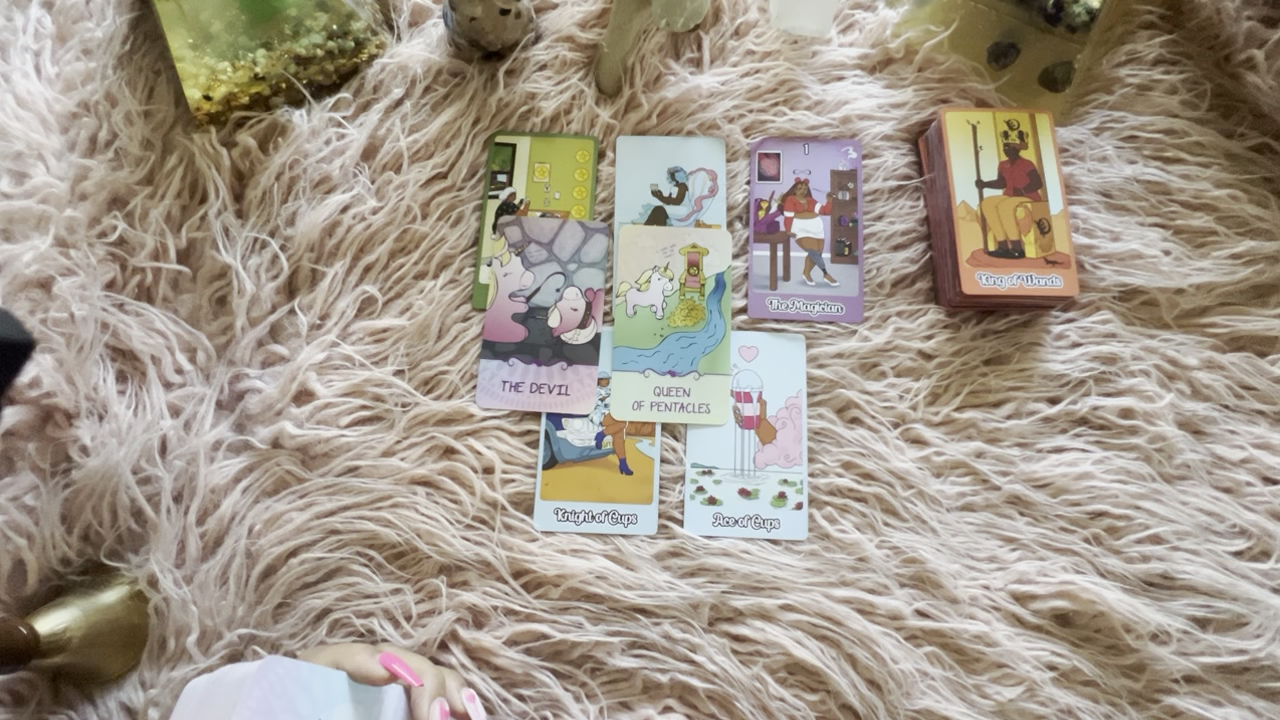 1
The Magician
King of Wands
THE DEVIL
QUEEN
OF PENTACLES
Knight of Cups
Ace of Cups